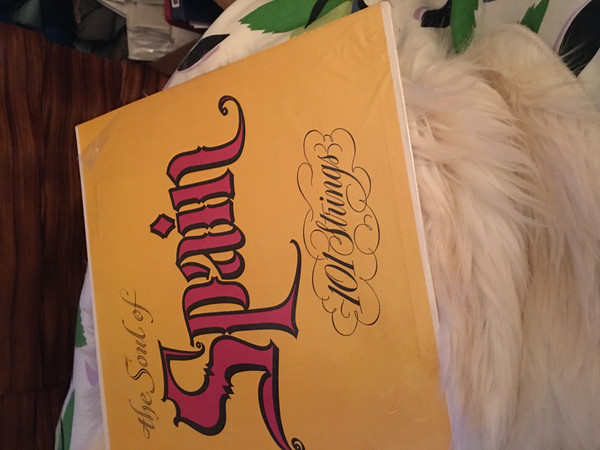 the Soul of
Spain
101 Strings